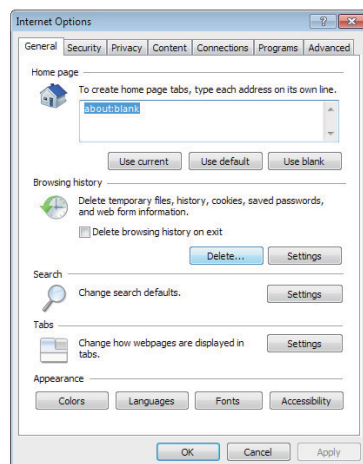 Internet Options
General Security Privacy Content Connections Programs Advanced
Home page
To create home page tabs, type each address on its own line.
about:blank
Use current Use default Use blank
Browsing history
Delete temporary files, history, cookies, saved passwords,
and web form information.
Delete browsing history on exit
Delete... Settings
Search
Change search defaults. Settings
Tabs
Change how webpages are displayed in
tabs.
Settings
Appearance
Colors Languages Fonts Accessibility
OK Cancel Apply